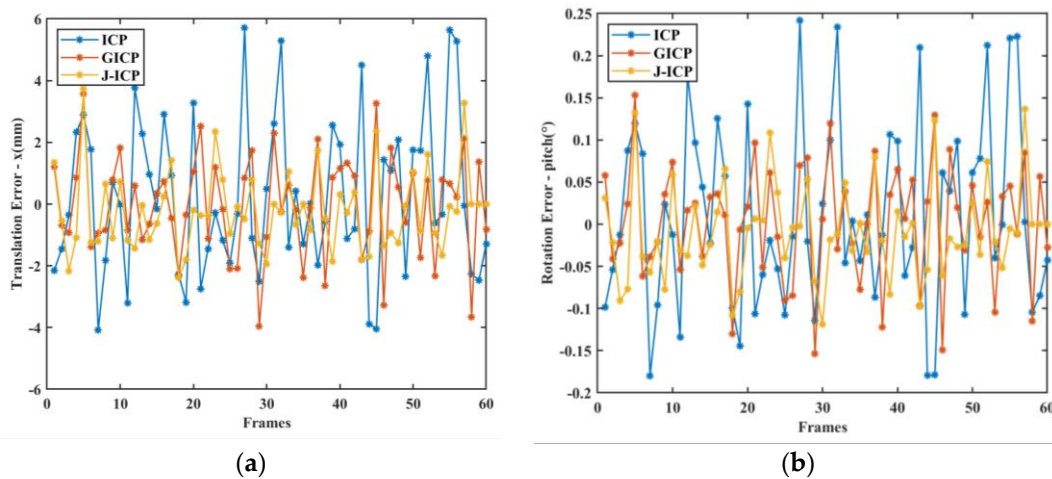 6
4
2
0
-2
-4
-6
Translation Error - x(mm)
ICP
GICP
J-ICP
0 10 20 30 40 50 60
Frames
(a)
0.25
0.2
0.15
0.1
0.05
0
-0.05
-0.1
-0.15
-0.2
Rotation Error - pitch(°)
ICP
GICP
J-ICP
0 10 20 30 40 50 60
Frames
(b)